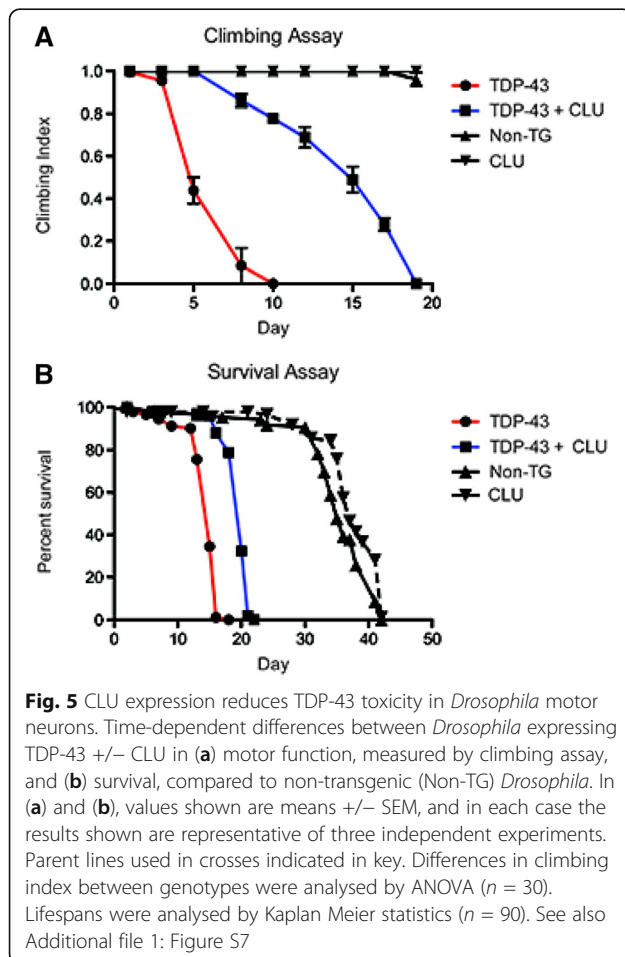 A
Climbing Assay
1.0
0.8
0.6
0.4
0.2
0.0
Climbing Index
0 5 10 15 20
Day
TDP-43
TDP-43 + CLU
Non-TG
CLU
B
Survival Assay
100
80
60
40
20
0
Percent survival
0 10 20 30 40 50
Day
TDP-43
TDP-43 + CLU
Non-TG
CLU
Fig. 5 CLU expression reduces TDP-43 toxicity in Drosophila motor
neurons. Time-dependent differences between Drosophila expressing
TDP-43 +/− CLU in (a) motor function, measured by climbing assay,
and (b) survival, compared to non-transgenic (Non-TG) Drosophila. In
(a) and (b), values shown are means +/− SEM, and in each case the
results shown are representative of three independent experiments.
Parent lines used in crosses indicated in key. Differences in climbing
index between genotypes were analysed by ANOVA (n = 30).
Lifespans were analysed by Kaplan Meier statistics (n = 90). See also
Additional file 1: Figure S7